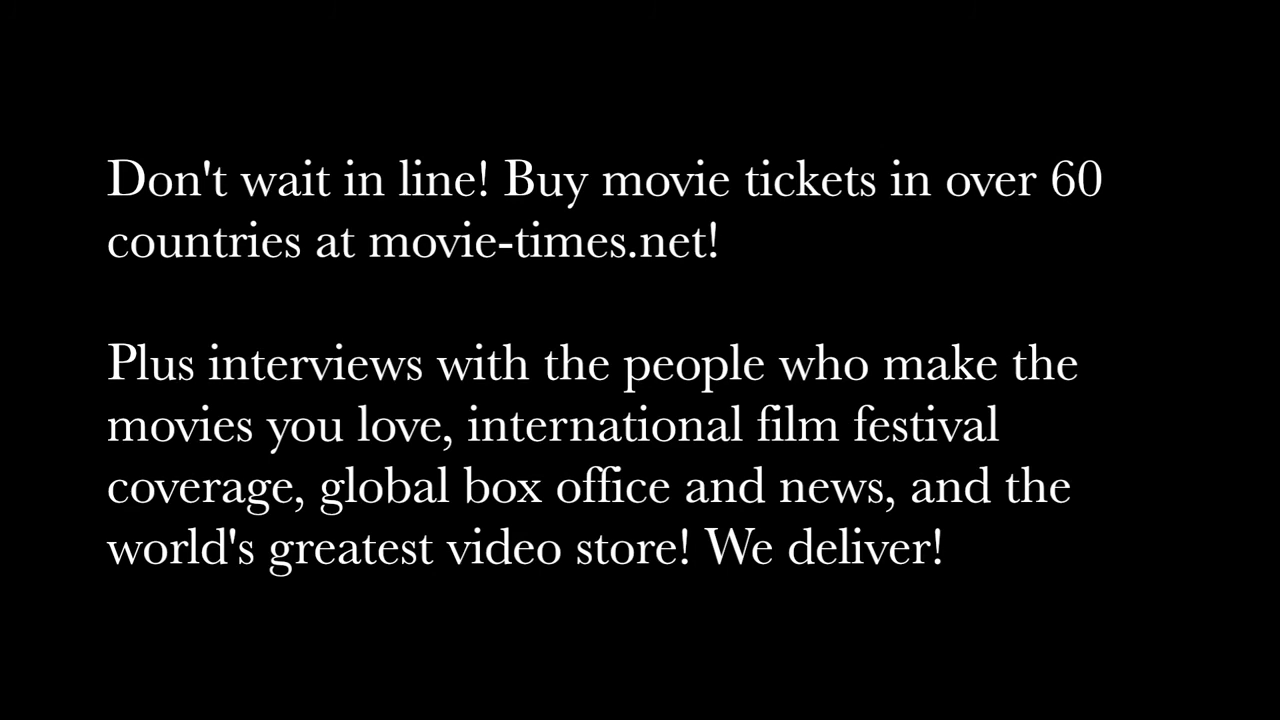 Don't wait in line! Buy movie tickets in over 60
countries at movie-times.net!
Plus interviews with the people who make the
movies you love, international film festival
coverage, global box office and news, and the
world's greatest video store! We deliver!